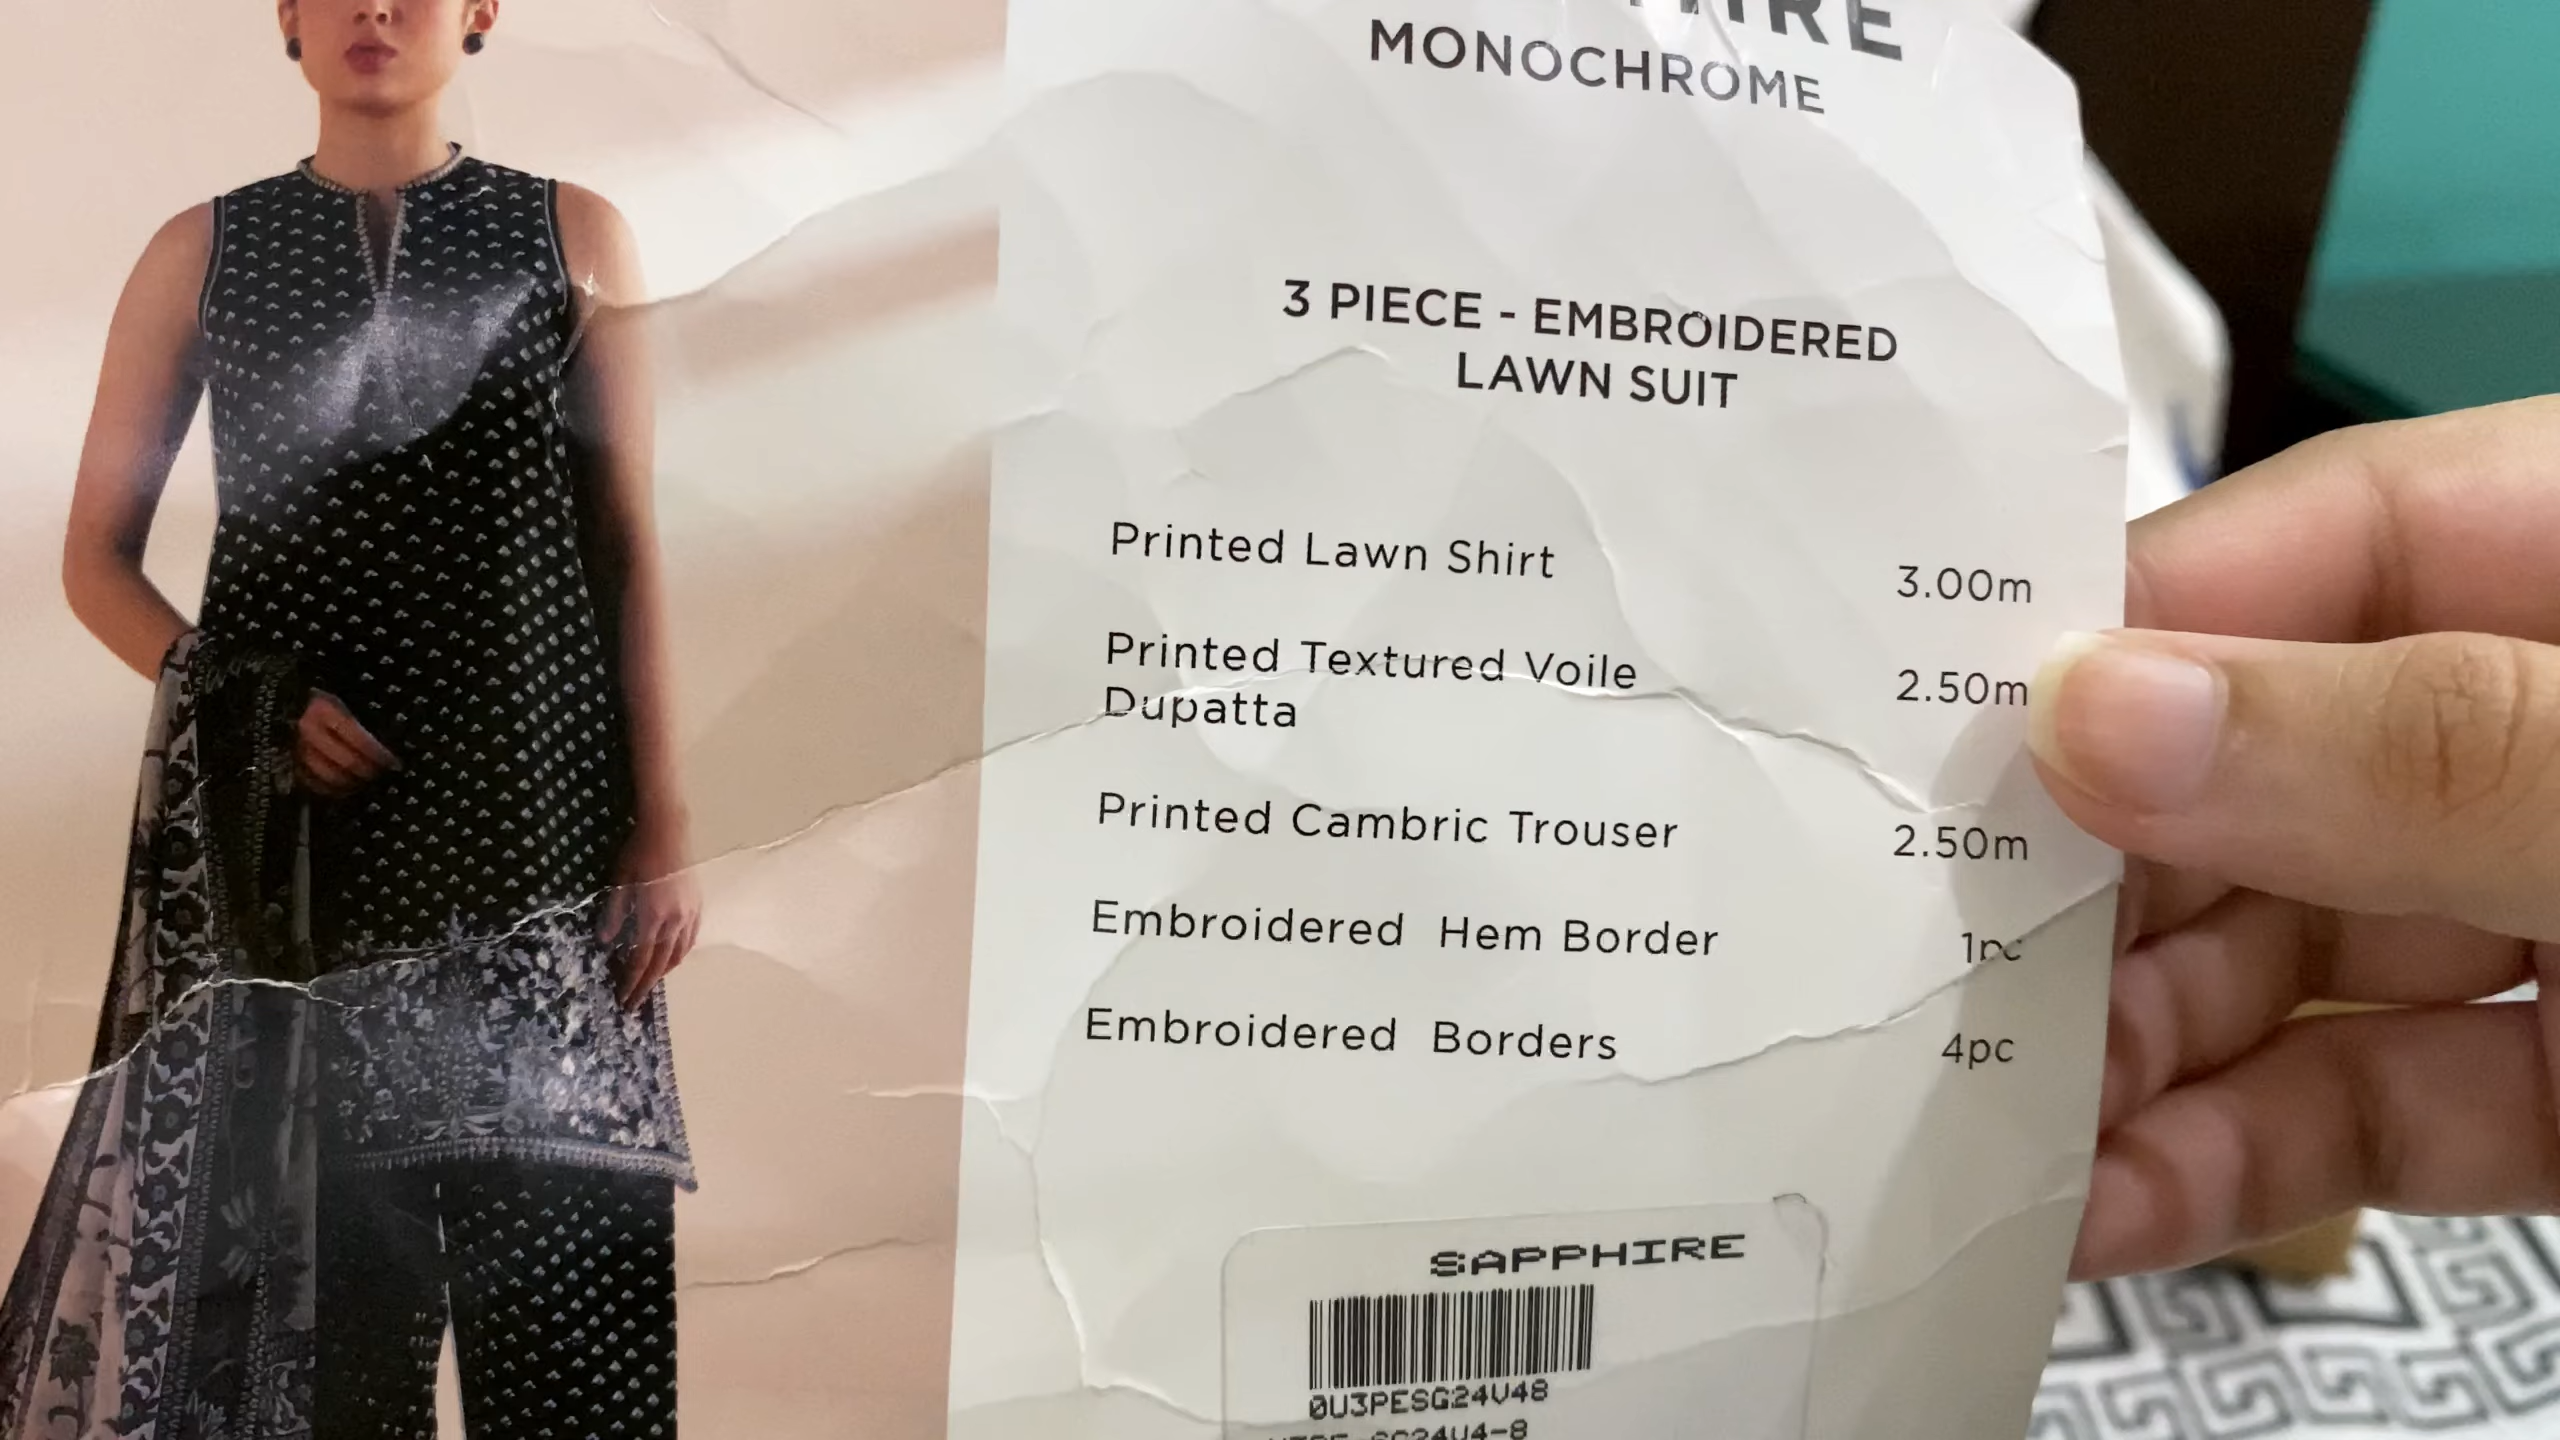 MONOCHROME
3 PIECE - EMBROIDERED
LAWN SUIT
Printed Lawn Shirt 3.00m
Printed Textured Voile 2.50m
Dupatta
Printed Cambric Trouser 2.50m
Embroidered Hem Border 1pc
Embroidered Borders 4pc
SAPPHIRE
0U3PESG24V48